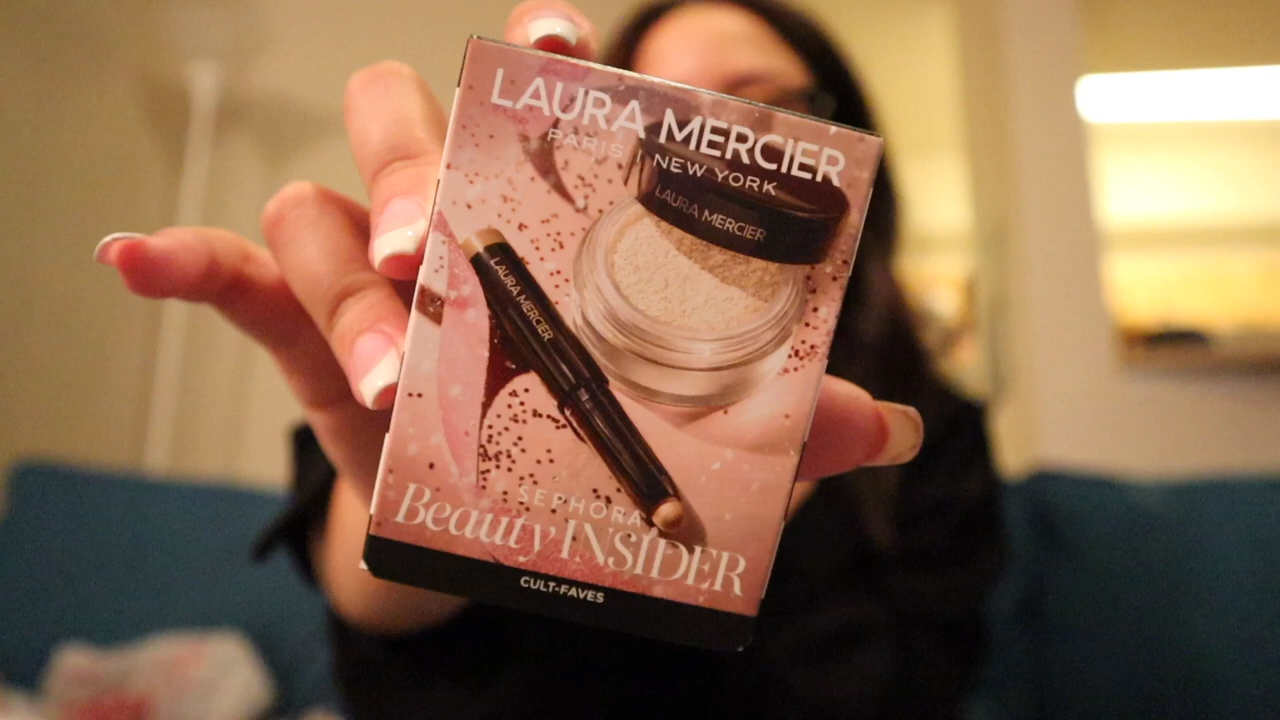 LAURA MERCIER
PARIS | NEW YORK
LAURA MERCIER
LAURA MERCIER
SEPHORA
Beauty INSIDER
CULT-FAVES